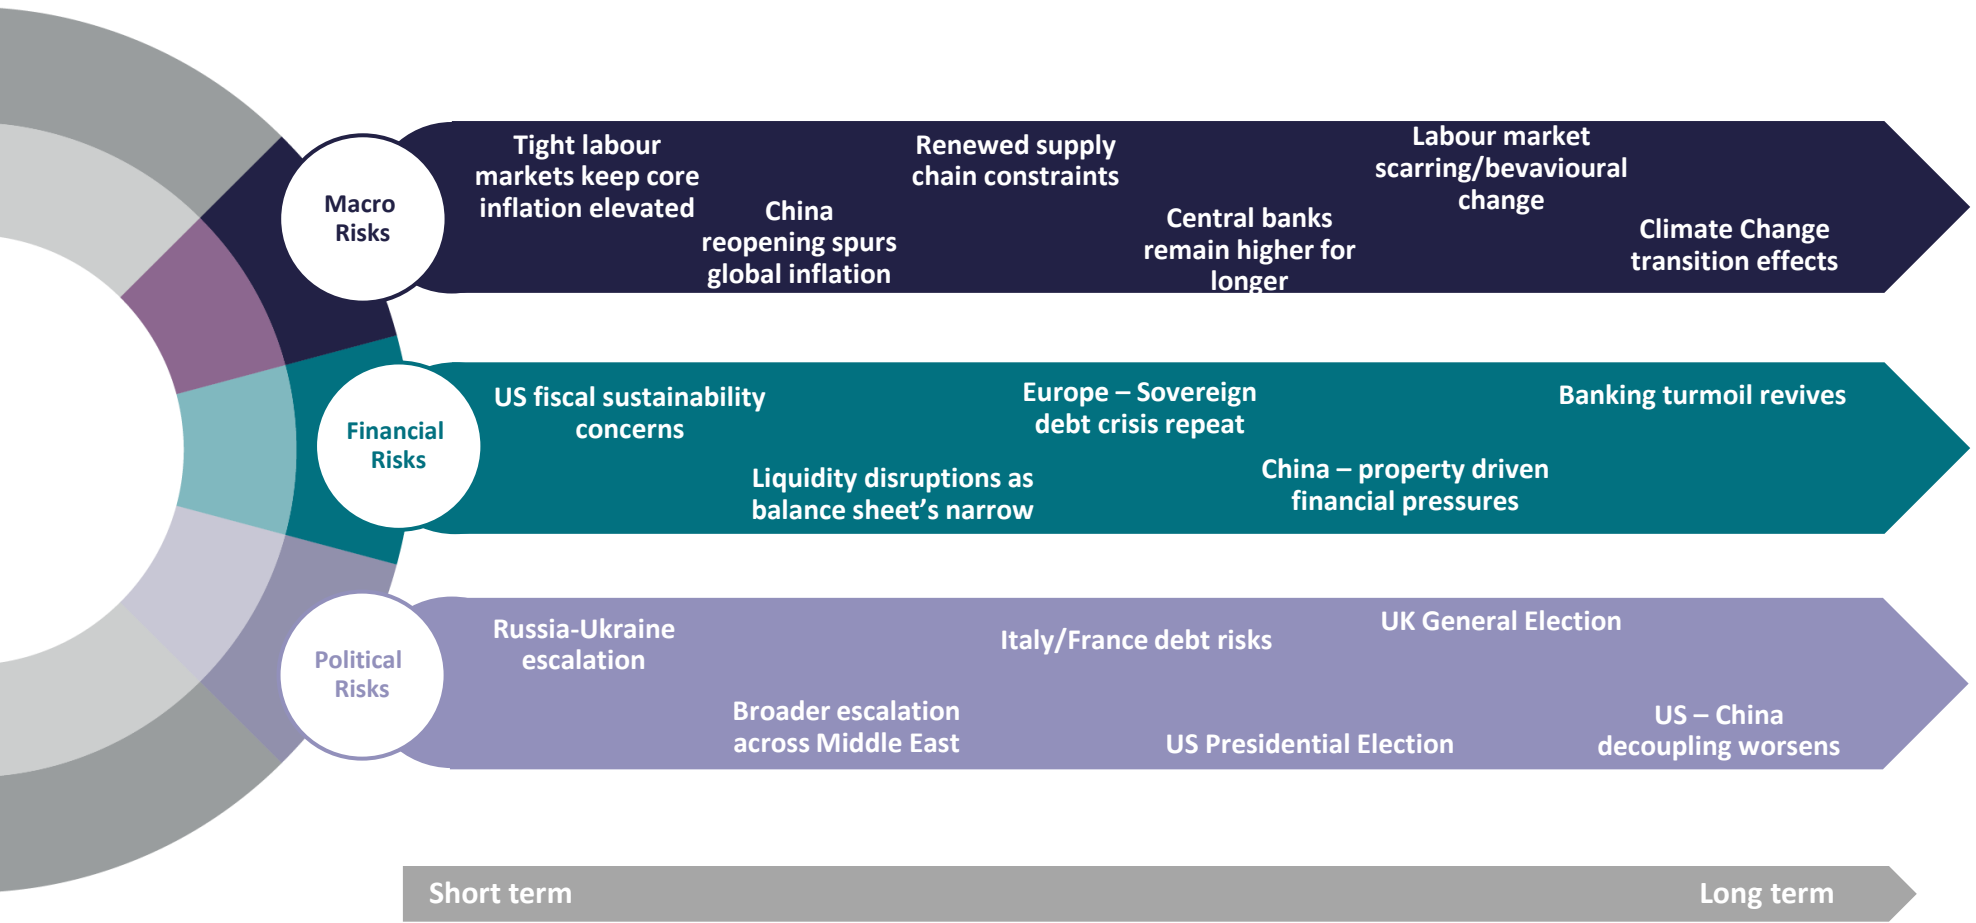 Macro
Risks
Tight labour
markets keep core
inflation elevated
China
reopening spurs
global inflation
Renewed supply
chain constraints
Central banks
remain higher for
longer
Labour market
scarring/bevavioural
change
Climate Change
transition effects
Financial
Risks
US fiscal sustainability
concerns
Liquidity disruptions as
balance sheet’s narrow
Europe – Sovereign
debt crisis repeat
China – property driven
financial pressures
Banking turmoil revives
Political
Risks
Russia-Ukraine
escalation
Broader escalation
across Middle East
Italy/France debt risks
US Presidential Election
UK General Election
US – China
decoupling worsens
Short term
Long term